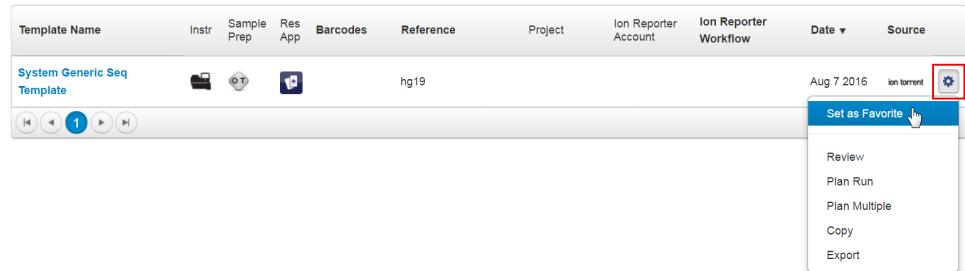 Template Name Instr Sample Prep Res App Barcodes Reference Project Ion Reporter Account Ion Reporter Workflow Date ▼ Source
System Generic Seq Template OT hg19 Aug 7 2016 ion torrent
1
Set as Favorite
Review
Plan Run
Plan Multiple
Copy
Export